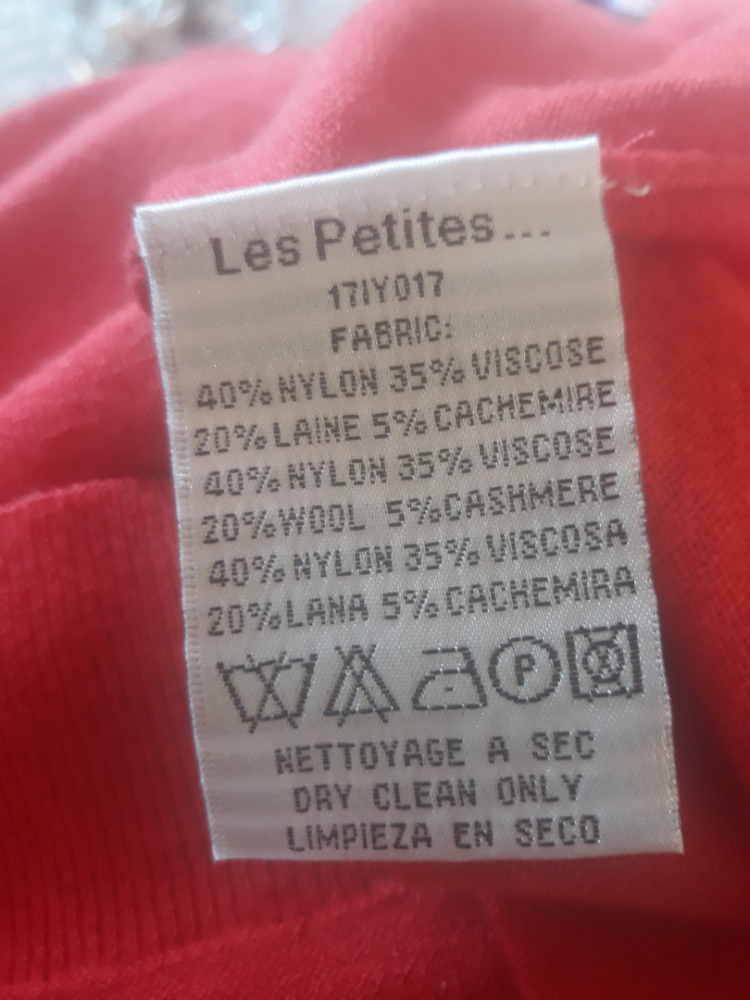 Les Petites...
17IY017
FABRIC:
40% NYLON 35% VISCOSE
20% LAINE 5% CACHEMIRE
40% NYLON 35% VISCOSE
20% WOOL 5% CASHMERE
40% NYLON 35% VISCOSA
20% LANA 5% CACHEMIRA
P
NETTOYAGE A SEC
DRY CLEAN ONLY
LIMPIEZA EN SECO